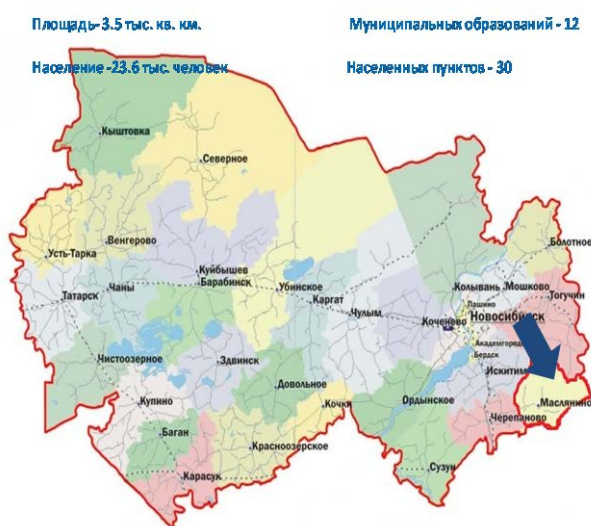 Площадь-3.5 тыс. кв. км.
Муниципальных образований - 12
Население -23.6 тыс. человек
Населенных пунктов - 30
Кыштовка
Северное
Болотное
Венгерово
Усть-Тарка
Куйбышев
Барабинск
Колывань
Мошково
Чаны
Убинское
Татарск
Каргат
Тогучин
Пашино
Чулым
Новосибирск
Коченево
Академгородок
Чистоозерное
Бердск
Здвинск
Искитим
Довольное
Купино
Кочки
Ордынское
Маслянино
Черепаново
Баган
Краснозёрское
Сузун
Карасук